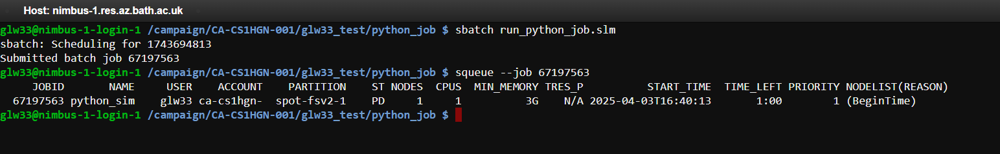 Host: nimbus-1.res.az.bath.ac.uk
glw33@nimbus-1-login-1 /campaign/CA-CS1HGN-001/glw33_test/python_job $ sbatch run_python_job.slm
sbatch: Scheduling for 1743694813
Submitted batch job 67197563
glw33@nimbus-1-login-1 /campaign/CA-CS1HGN-001/glw33_test/python_job $ squeue --job 67197563
JOBID NAME USER ACCOUNT PARTITION ST NODES CPUS MIN_MEMORY TRES_P START_TIME TIME_LEFT PRIORITY NODELIST(REASON)
67197563 python_sim glw33 ca-cs1hgn- spot-fsv2-1 PD 1 1 3G N/A 2025-04-03T16:40:13 1:00 1 (BeginTime)
glw33@nimbus-1-login-1 /campaign/CA-CS1HGN-001/glw33_test/python_job $